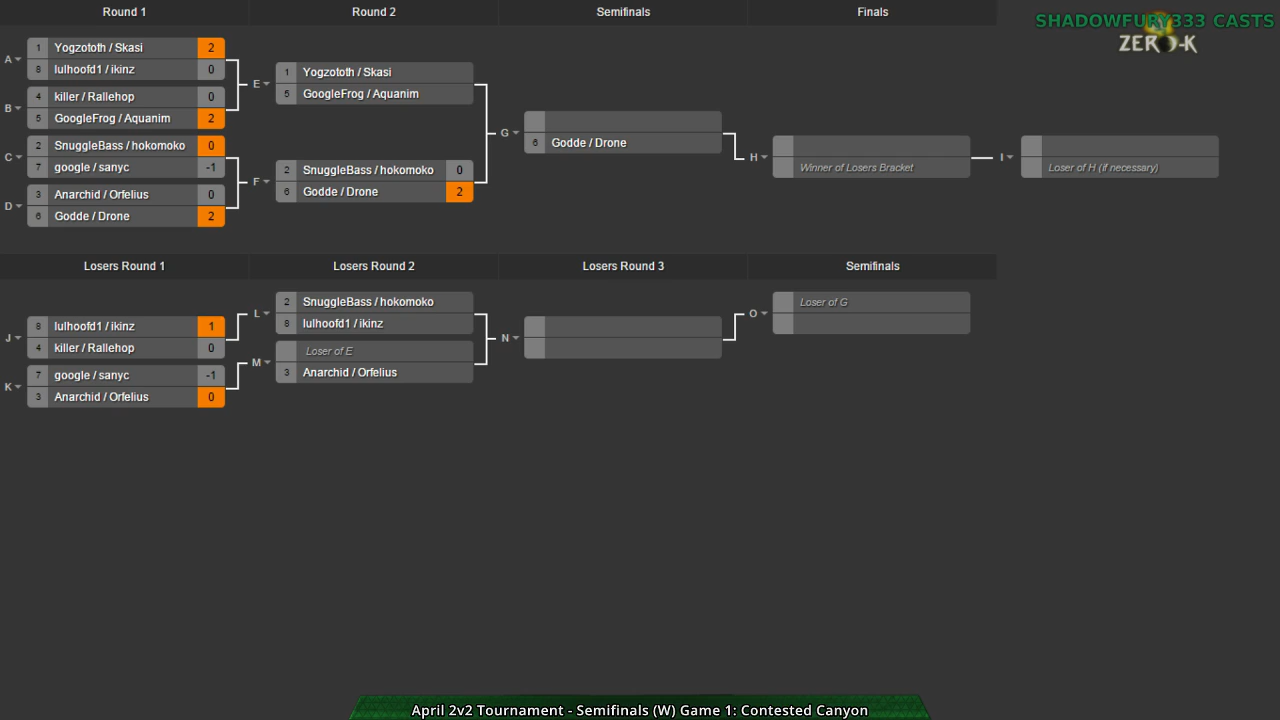 Round 1
Round 2
Semifinals
Finals
SHADOWFURY333 CASTS
ZERO-K
A
1 Yogzototh / Skasi 2
8 lulhoofd1 / ikinz 0
B
4 killer / Rallehop 0
5 GoogleFrog / Aquanim 2
C
2 SnuggleBass / hokomoko 0
7 google / sanyc -1
D
3 Anarchid / Orfelius 0
6 Godde / Drone 2
E
1 Yogzototh / Skasi
5 GoogleFrog / Aquanim
F
2 SnuggleBass / hokomoko 0
6 Godde / Drone 2
G
6 Godde / Drone
H
Winner of Losers Bracket
I
Loser of H (if necessary)
Losers Round 1
Losers Round 2
Losers Round 3
Semifinals
J
8 lulhoofd1 / ikinz 1
4 killer / Rallehop 0
K
7 google / sanyc -1
3 Anarchid / Orfelius 0
L
2 SnuggleBass / hokomoko
8 lulhoofd1 / ikinz
M
Loser of E
3 Anarchid / Orfelius
N
O
Loser of G
April 2v2 Tournament - Semifinals (W) Game 1: Contested Canyon